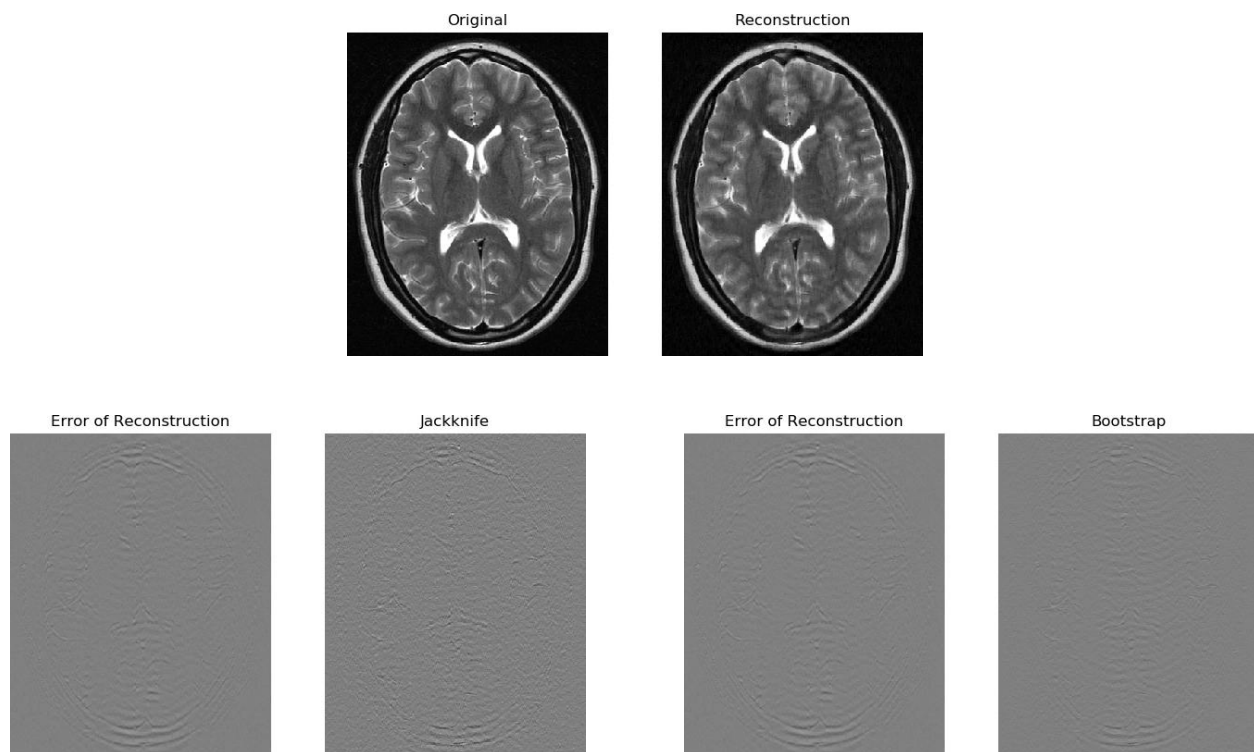 Original
Reconstruction
Error of Reconstruction
Jackknife
Error of Reconstruction
Bootstrap